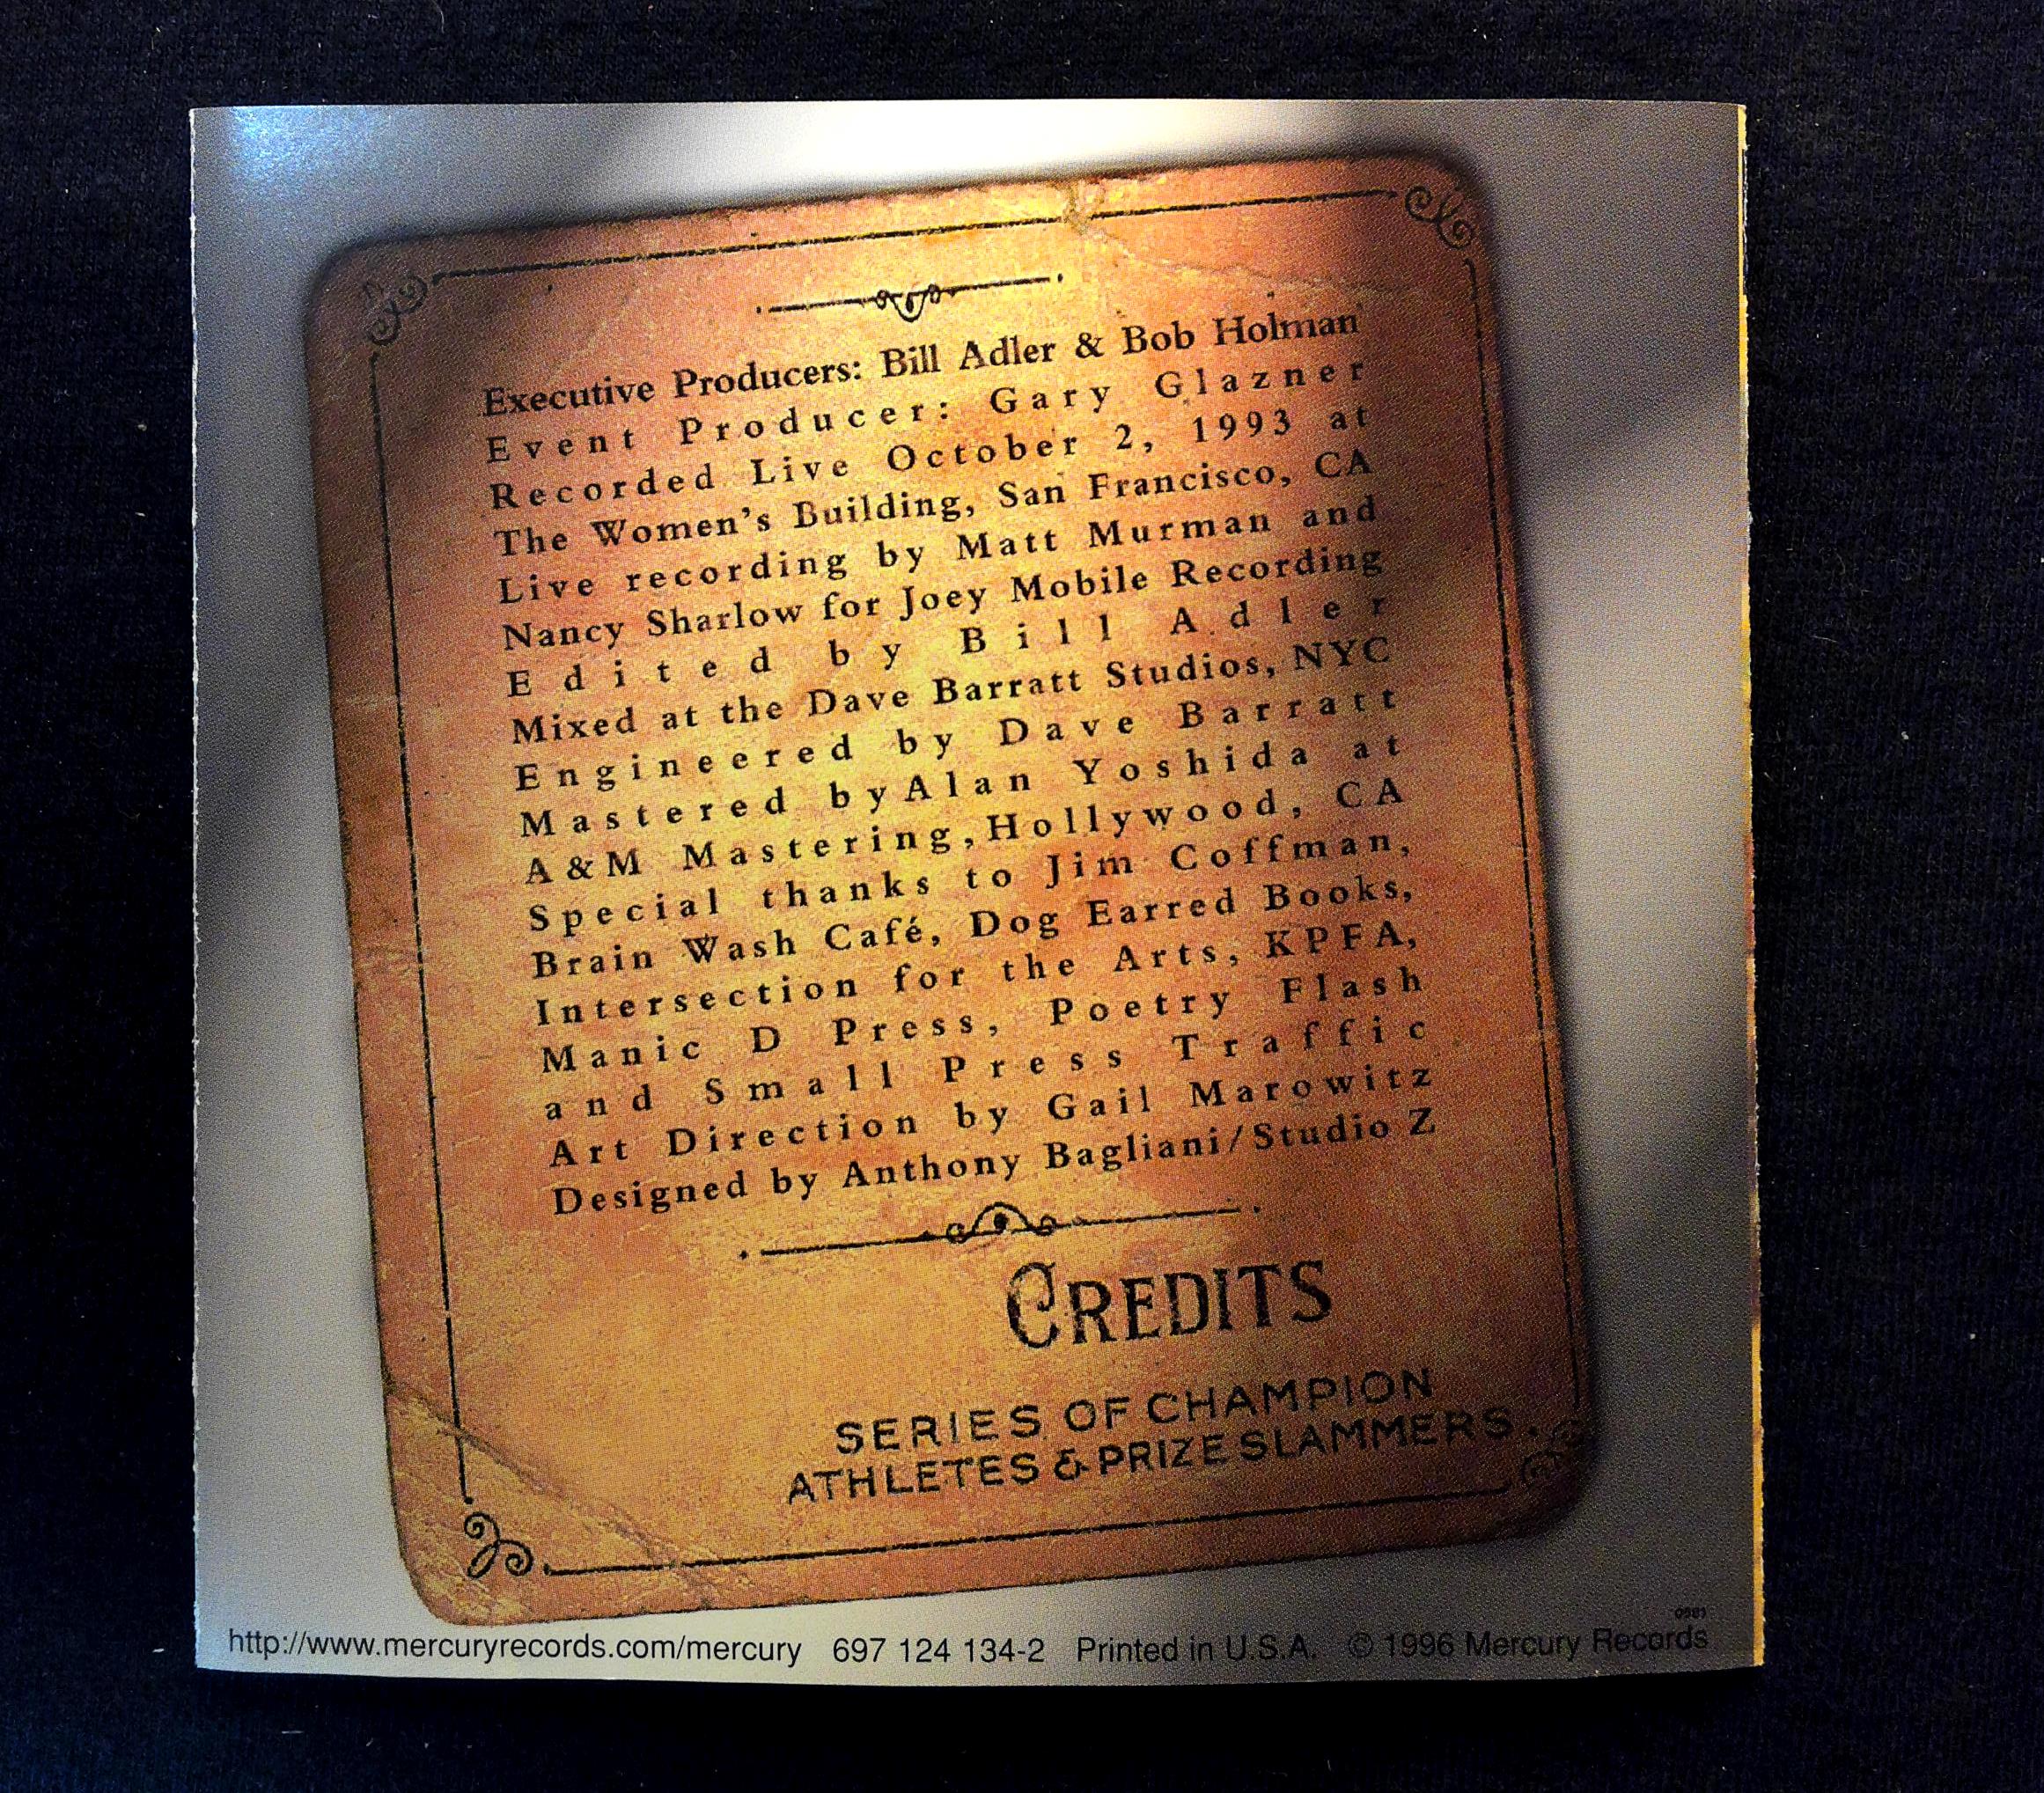 Executive Producers: Bill Adler & Bob Holman
Event Producer: Gary Glazner
Recorded Live October 2, 1993 at
The Women's Building, San Francisco, CA
Live recording by Matt Murman and
Nancy Sharlow for Joey Mobile Recording
Edited by Bill Adler
Mixed at the Dave Barratt Studios, NYC
Engineered by Dave Barratt
Mastered by Alan Yoshida at
A&M Mastering, Hollywood, CA
Special thanks to Jim Coffman,
Brain Wash Café, Dog Earred Books,
Intersection for the Arts, KPFA,
Manic D Press, Poetry Flash
and Small Press Traffic
Art Direction by Gail Marowitz
Designed by Anthony Bagliani/Studio Z
CREDITS
SERIES OF CHAMPION
ATHLETES & PRIZE SLAMMERS.
http://www.mercuryrecords.com/mercury 697 124 134-2 Printed in U.S.A. © 1996 Mercury Records